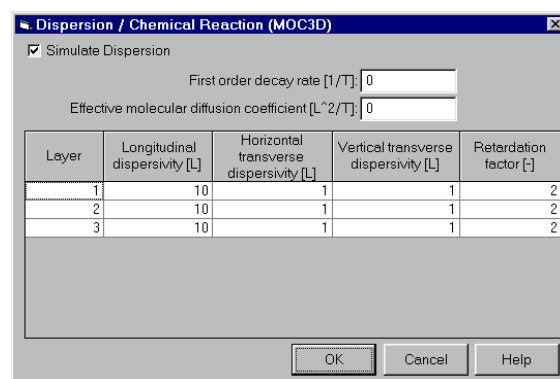 Dispersion / Chemical Reaction (MOC3D)
Simulate Dispersion
First order decay rate [1/T]: 0
Effective molecular diffusion coefficient [L^2/T]: 0
Layer Longitudinal dispersivity [L] Horizontal transverse dispersivity [L] Vertical transverse dispersivity [L] Retardation factor [-]
1 10 1 1 2
2 10 1 1 2
3 10 1 1 2
OK Cancel Help